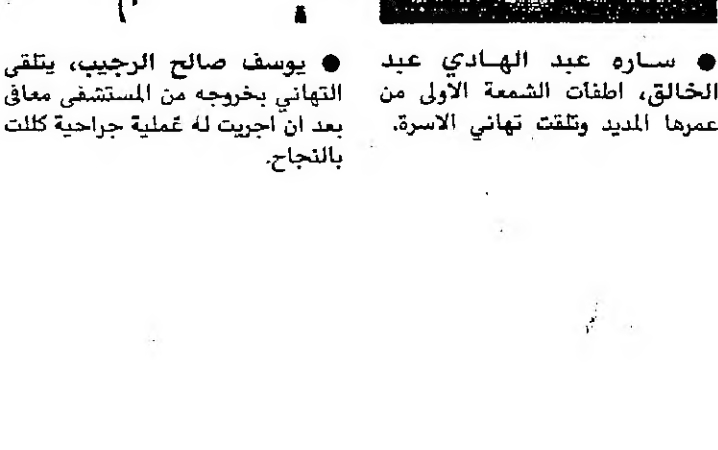 ● ساره عبد الهادي عبد
الخالق، اطفات الشمعة الاولى من
عمرها المديد وتلقت تهاني الاسرة.
● يوسف صالح الرجيب، يتلقى
التهاني بخروجه من المستشفى معافى
بعد ان اجريت له عملية جراحية كللت
بالنجاح.